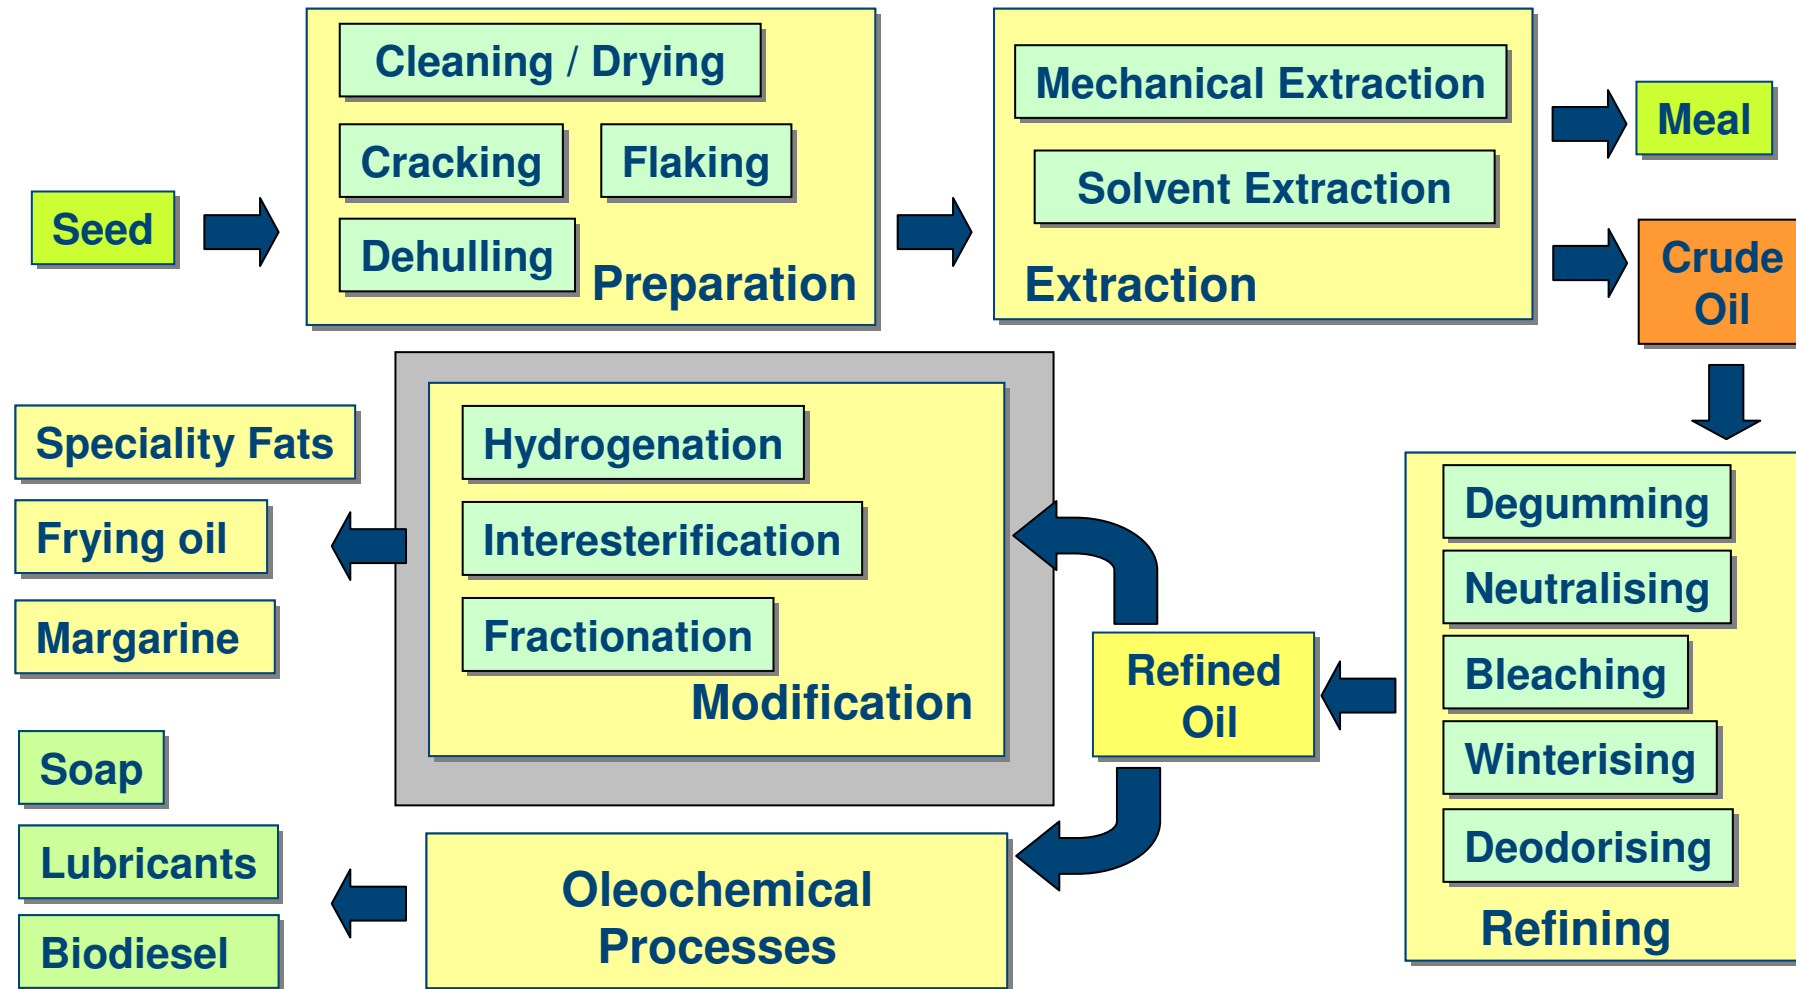 Seed
Cleaning / Drying
Cracking
Flaking
Dehulling
Preparation
Mechanical Extraction
Solvent Extraction
Extraction
Meal
Crude
Oil
Degumming
Neutralising
Bleaching
Winterising
Deodorising
Refining
Refined
Oil
Hydrogenation
Interesterification
Fractionation
Modification
Speciality Fats
Frying oil
Margarine
Oleochemical
Processes
Soap
Lubricants
Biodiesel